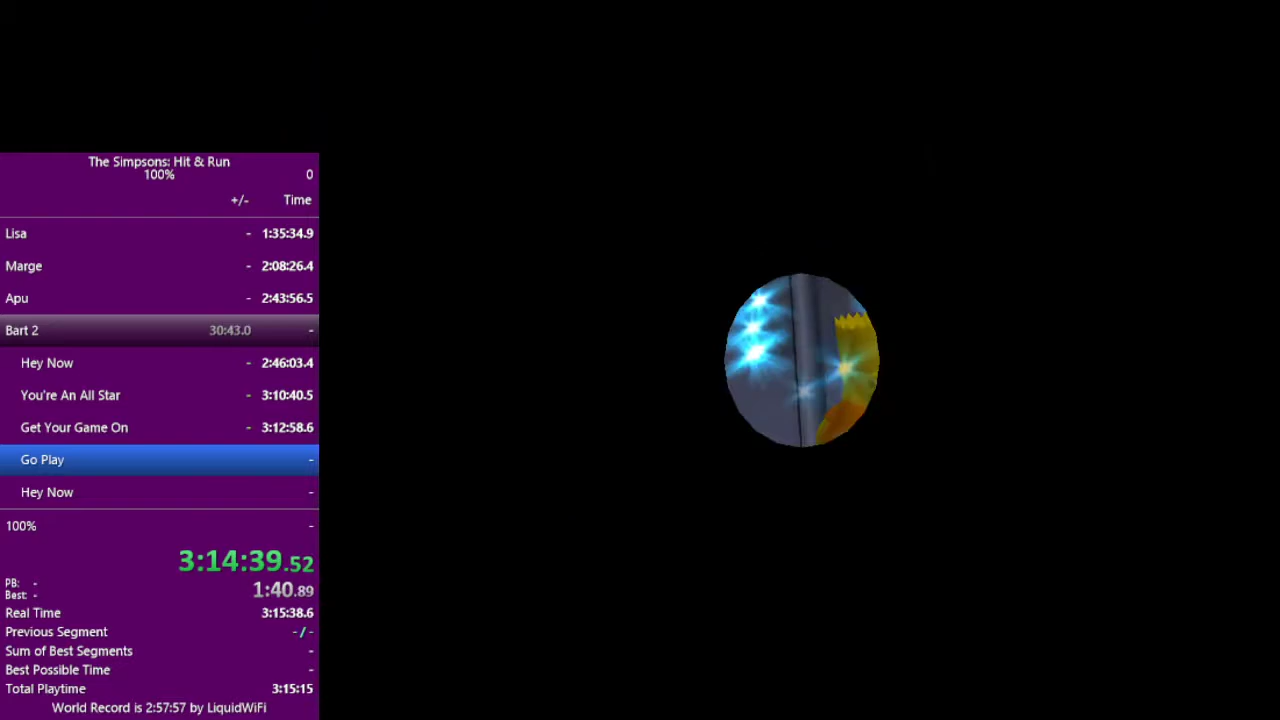 The Simpsons: Hit & Run
100% 0
+/- Time
Lisa - 1:35:34.9
Marge - 2:08:26.4
Apu - 2:43:56.5
Bart 2 30:43.0 -
Hey Now - 2:46:03.4
You're An All Star - 3:10:40.5
Get Your Game On - 3:12:58.6
Go Play -
Hey Now -
100% -
3:14:39.52
PB: -
Best: - 1:40.89
Real Time 3:15:38.6
Previous Segment - / -
Sum of Best Segments -
Best Possible Time -
Total Playtime 3:15:15
World Record is 2:57:57 by LiquidWiFi